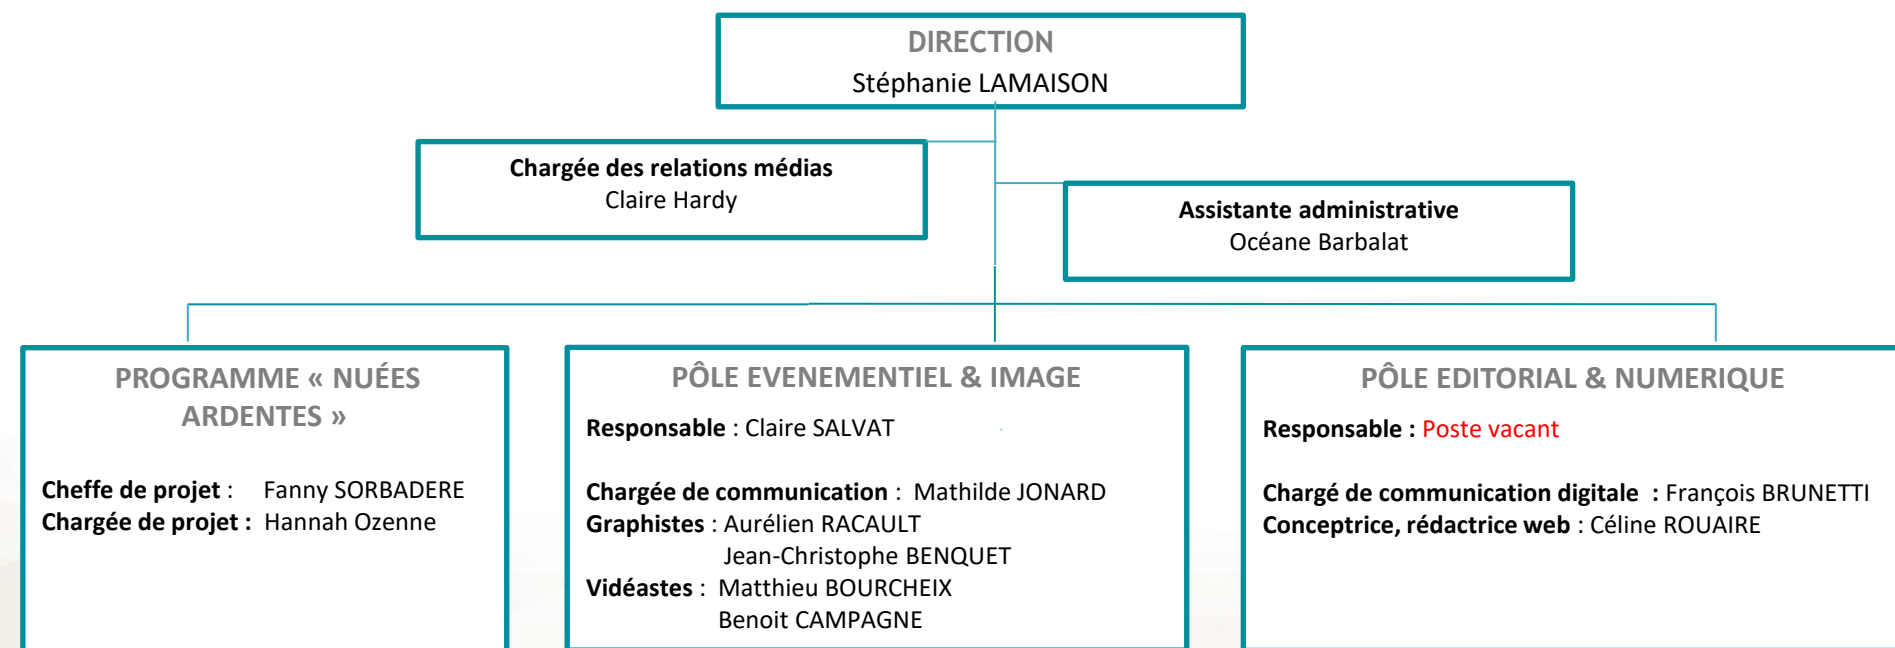 DIRECTION
Stéphanie LAMAISON
Chargée des relations médias
Claire Hardy
Assistante administrative
Océane Barbalat
PROGRAMME « NUÉES
ARDENTES »
Cheffe de projet : Fanny SORBADERE
Chargée de projet : Hannah Ozenne
PÔLE EVENEMENTIEL & IMAGE
Responsable : Claire SALVAT
Chargée de communication : Mathilde JONARD
Graphistes : Aurélien RACAULT
Jean-Christophe BENQUET
Vidéastes : Matthieu BOURCHEIX
Benoit CAMPAGNE
PÔLE EDITORIAL & NUMERIQUE
Responsable : Poste vacant
Chargé de communication digitale : François BRUNETTI
Conceptrice, rédactrice web : Céline ROUAIRE